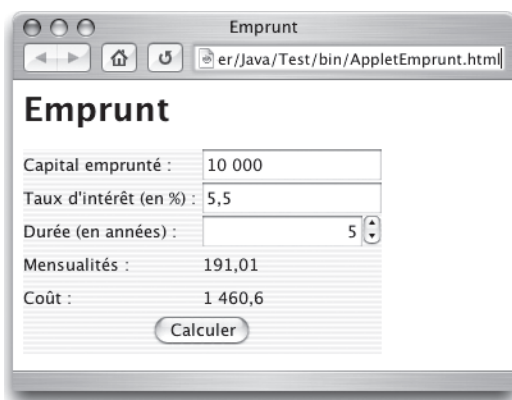 Emprunt
er/Java/Test/bin/AppletEmprunt.html
Emprunt
Capital emprunté : 10 000
Taux d'intérêt (en %) : 5,5
Durée (en années) : 5
Mensualités : 191,01
Coût : 1 460,6
Calculer